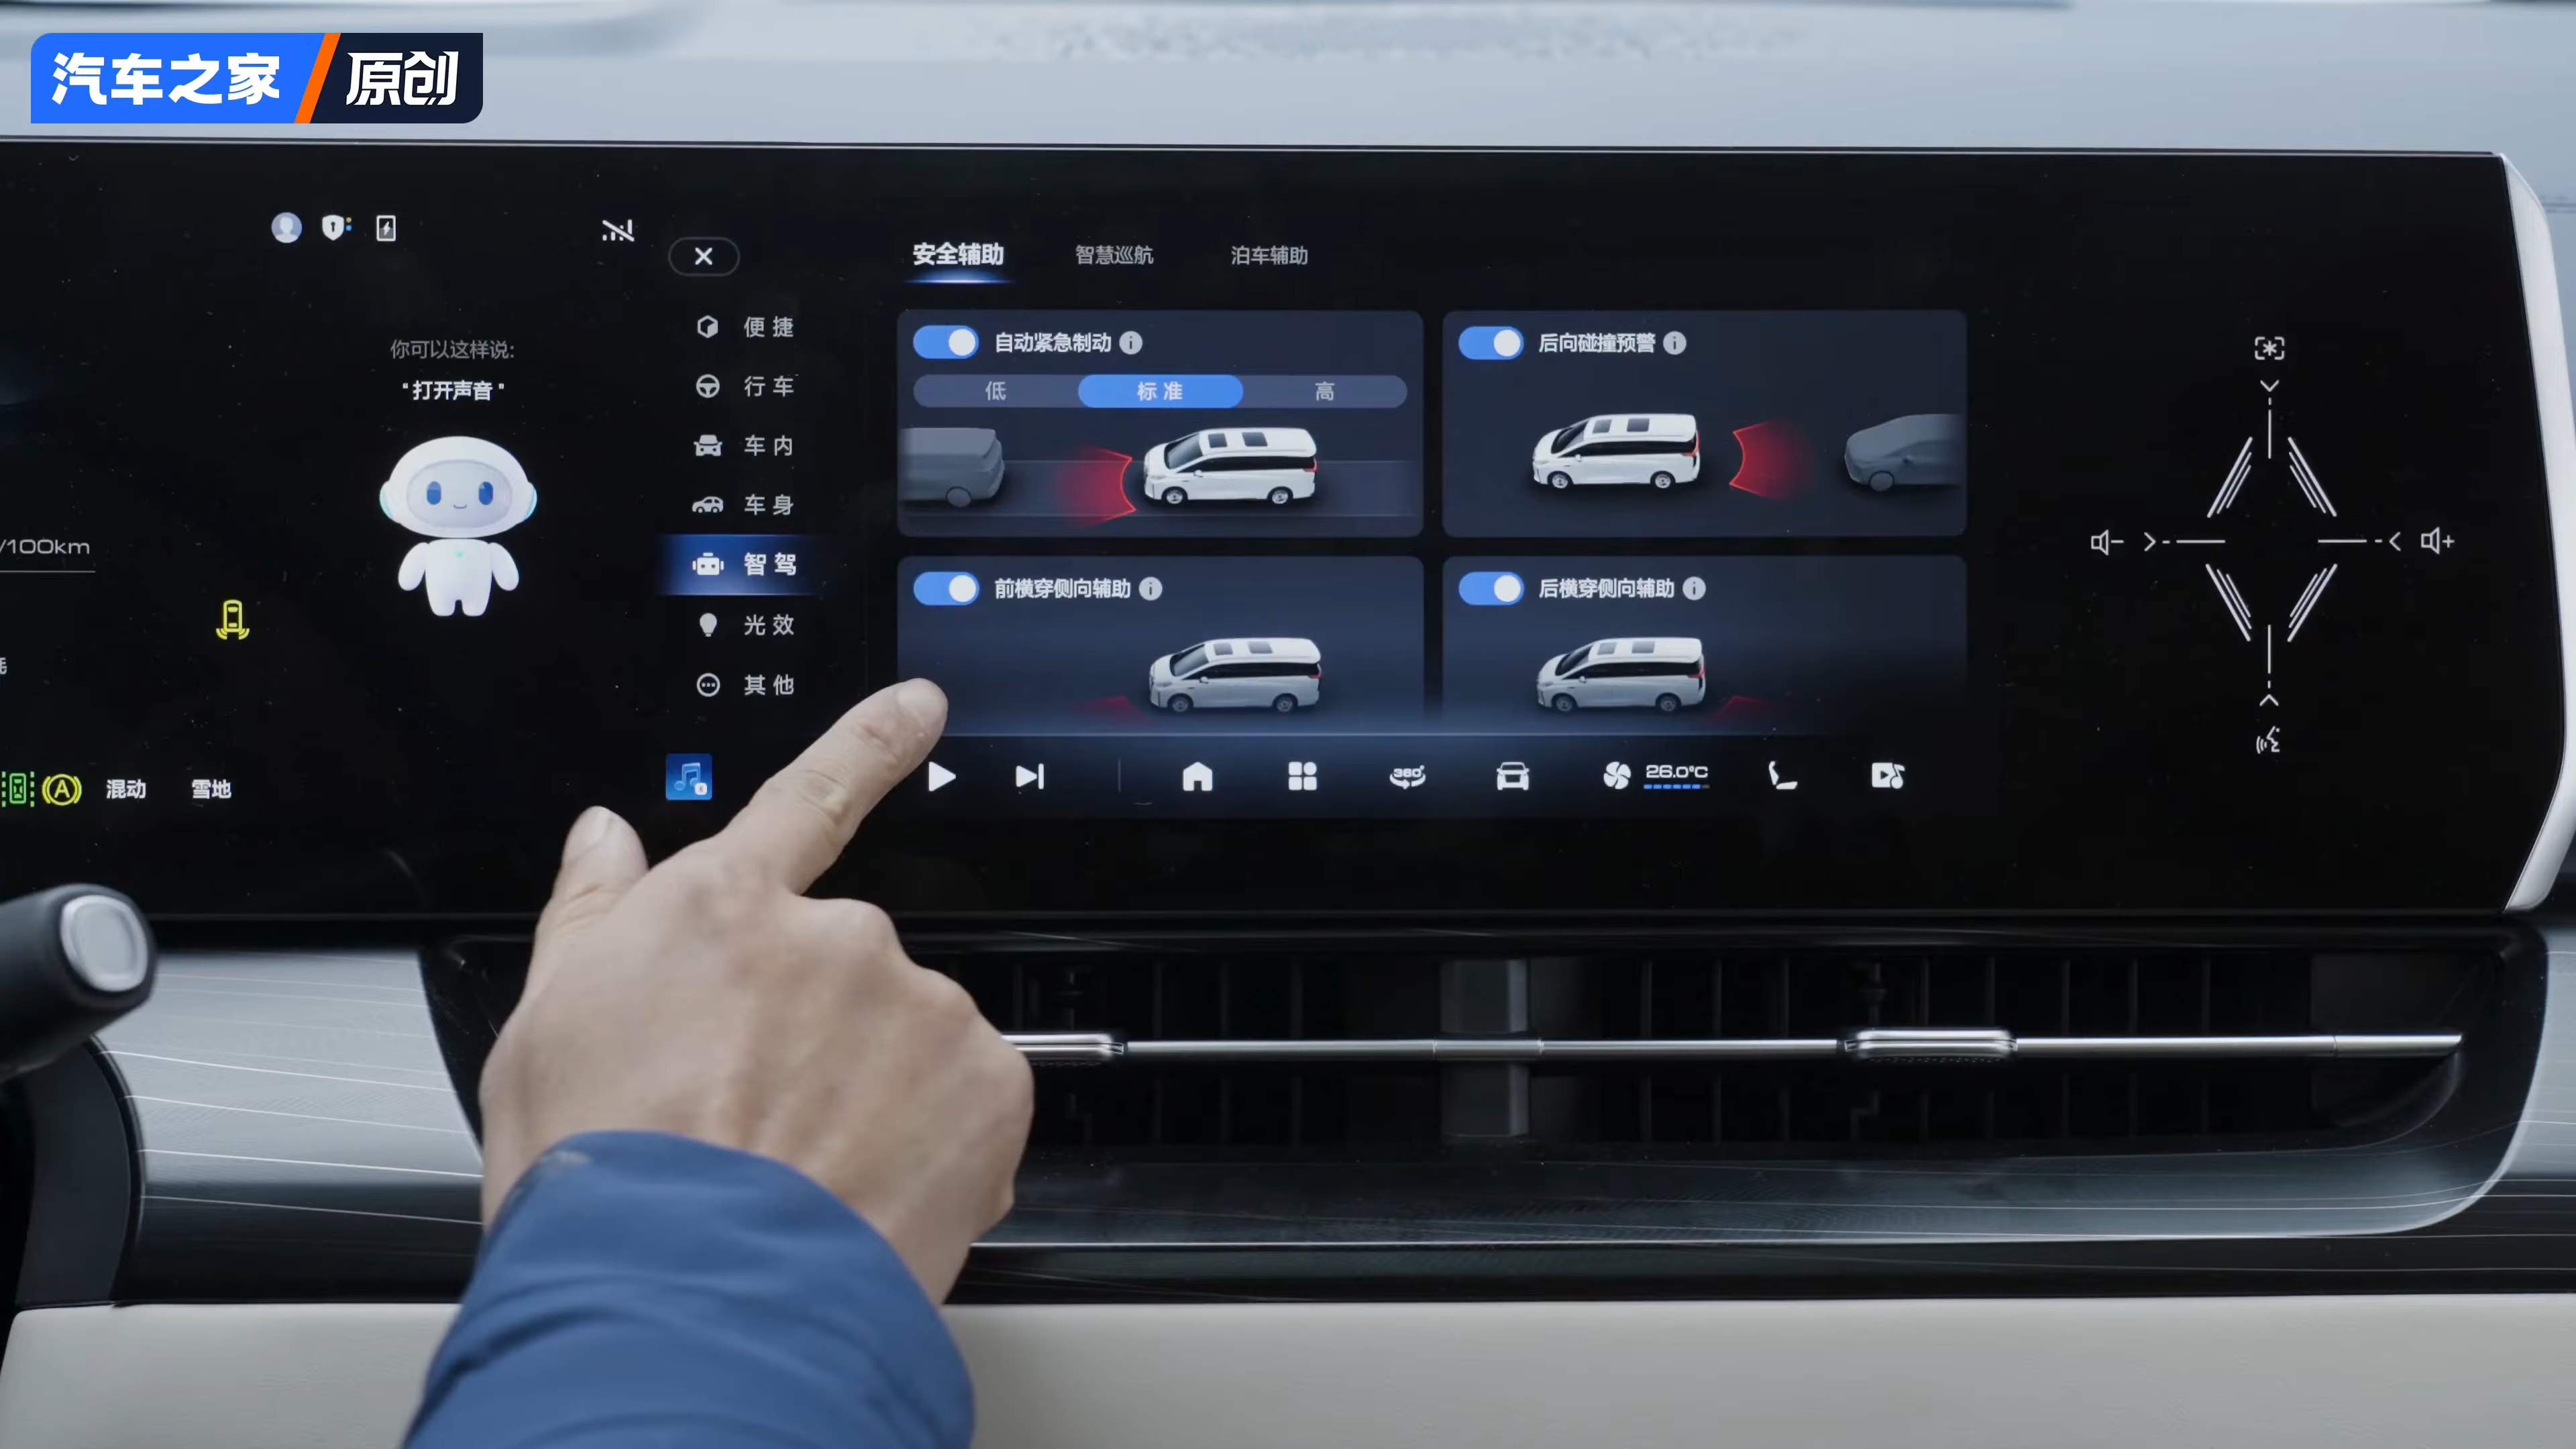 汽车之家 原创
安全辅助 智慧巡航 泊车辅助
你可以这样说:
"打开声音"
/100km
耗
混动 雪地
便捷
行车
车内
车身
智驾
光效
其他
自动紧急制动
低 标准 高
后向碰撞预警
前横穿侧向辅助
后横穿侧向辅助
360°
26.0°C
A